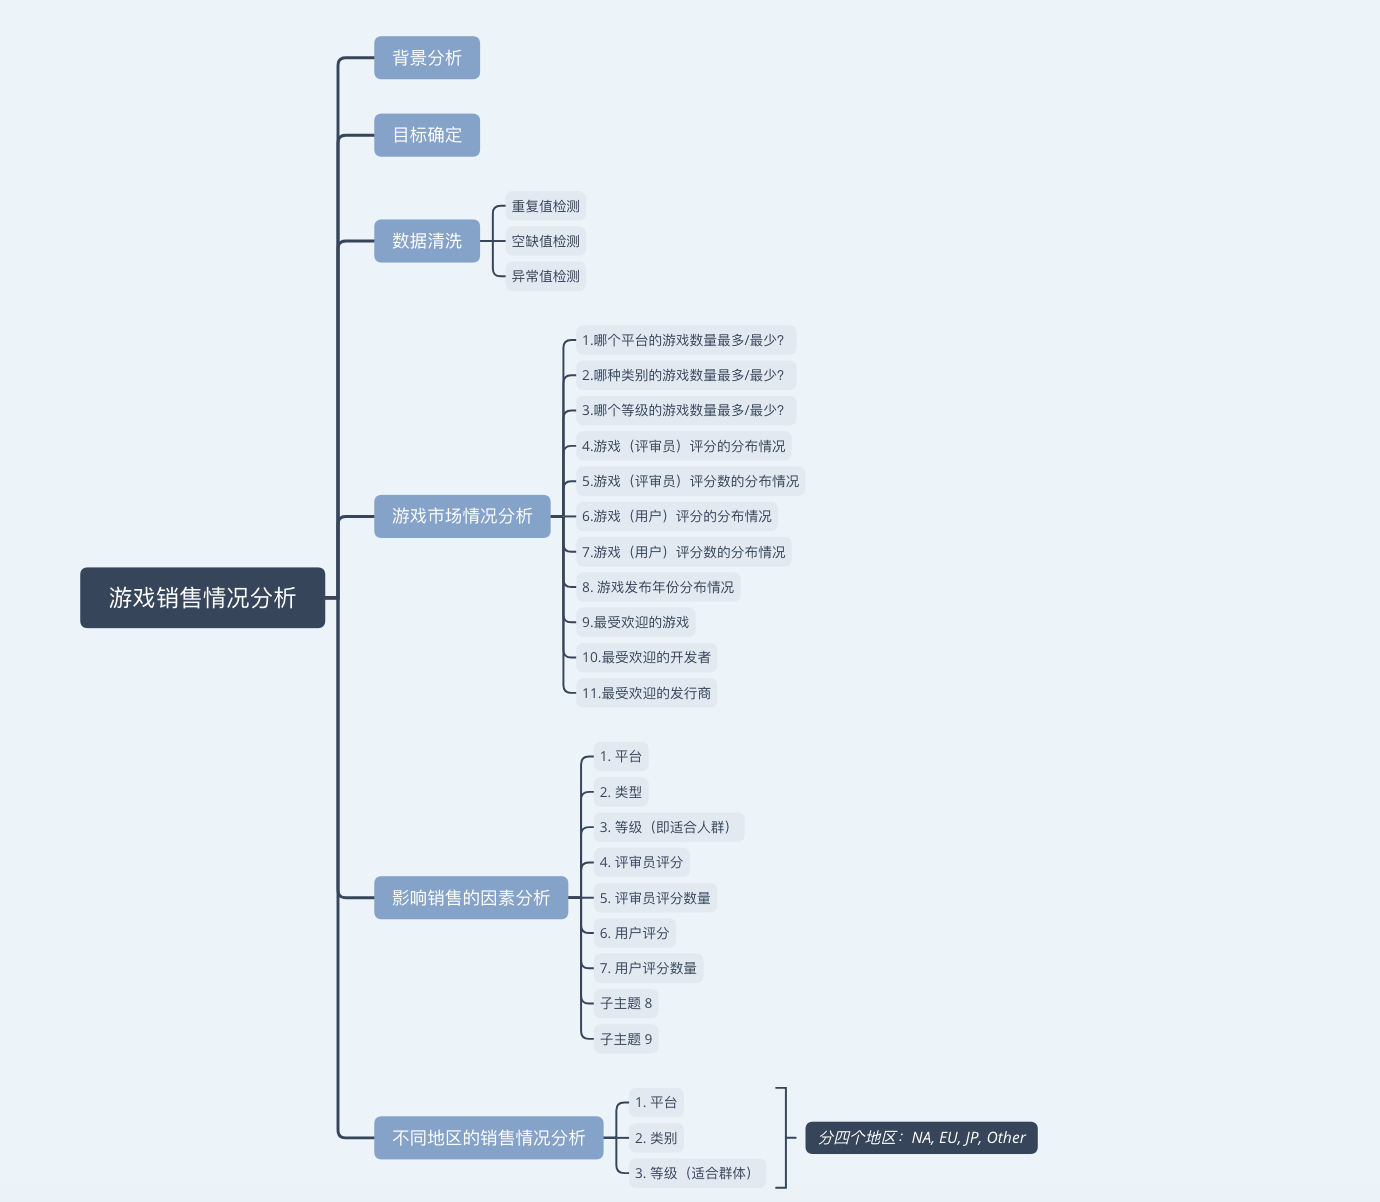 背景分析
目标确定
数据清洗
重复值检测
空缺值检测
异常值检测
游戏市场情况分析
1.哪个平台的游戏数量最多/最少？
2.哪种类别的游戏数量最多/最少？
3.哪个等级的游戏数量最多/最少？
4.游戏（评审员）评分的分布情况
5.游戏（评审员）评分数的分布情况
6.游戏（用户）评分的分布情况
7.游戏（用户）评分数的分布情况
8. 游戏发布年份分布情况
9.最受欢迎的游戏
10.最受欢迎的开发者
11.最受欢迎的发行商
游戏销售情况分析
影响销售的因素分析
1. 平台
2. 类型
3. 等级（即适合人群）
4. 评审员评分
5. 评审员评分数量
6. 用户评分
7. 用户评分数量
子主题 8
子主题 9
不同地区的销售情况分析
1. 平台
2. 类别
3. 等级（适合群体）
分四个地区：NA, EU, JP, Other